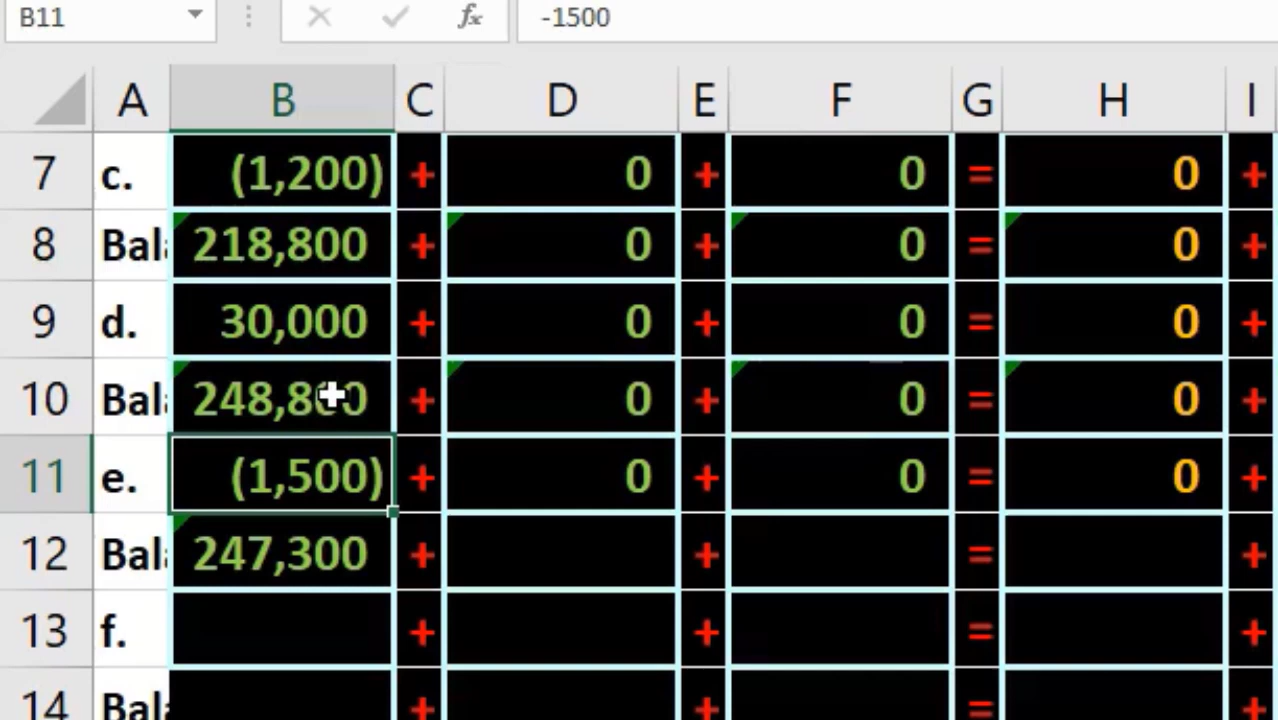 B11 fx -1500
A B C D E F G H I
7 c. (1,200) + 0 + 0 = 0 +
8 Bal 218,800 + 0 + 0 = 0 +
9 d. 30,000 + 0 + 0 = 0 +
10 Bal 248,800 + 0 + 0 = 0 +
11 e. (1,500) + 0 + 0 = 0 +
12 Bal 247,300 + + = +
13 f. + + = +
14 Bal + + = +